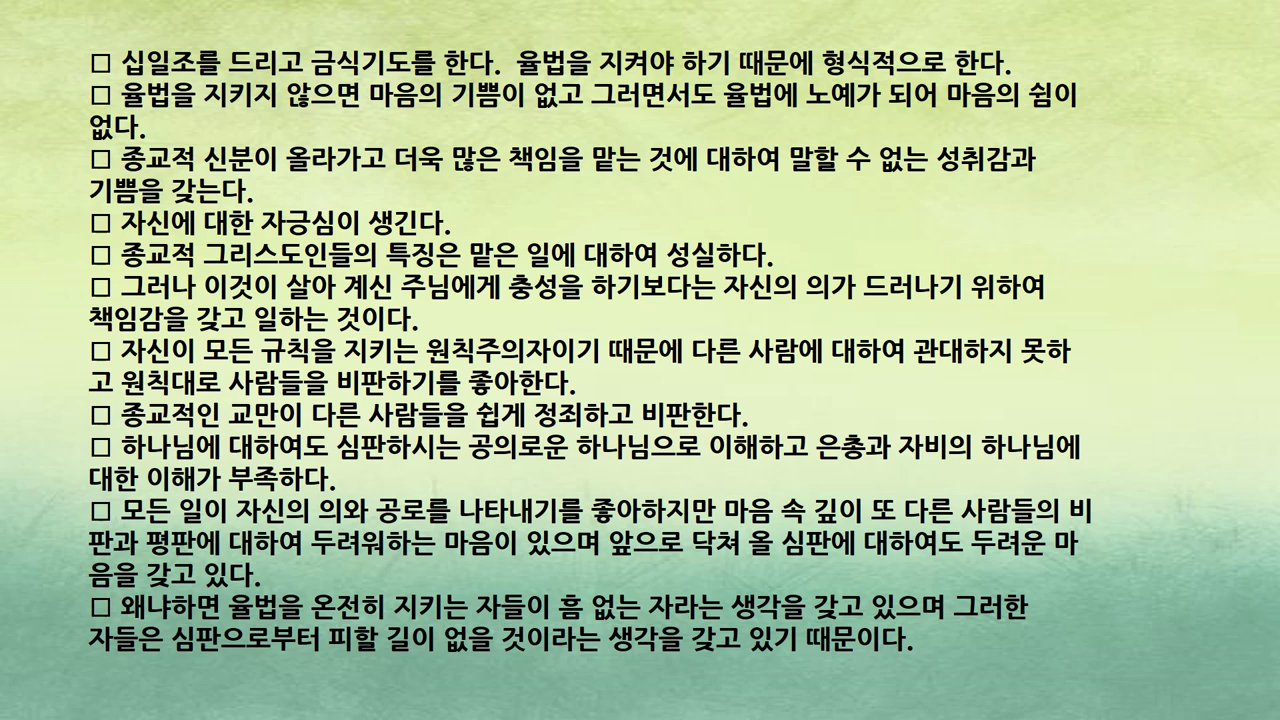 □ 십일조를 드리고 금식기도를 한다.  율법을 지켜야 하기 때문에 형식적으로 한다.
□ 율법을 지키지 않으면 마음의 기쁨이 없고 그러면서도 율법에 노예가 되어 마음의 쉼이
없다.
□ 종교적 신분이 올라가고 더욱 많은 책임을 맡는 것에 대하여 말할 수 없는 성취감과
기쁨을 갖는다.
□ 자신에 대한 자긍심이 생긴다.
□ 종교적 그리스도인들의 특징은 맡은 일에 대하여 성실하다.
□ 그러나 이것이 살아 계신 주님에게 충성을 하기보다는 자신의 의가 드러나기 위하여
책임감을 갖고 일하는 것이다.
□ 자신이 모든 규칙을 지키는 원칙주의자이기 때문에 다른 사람에 대하여 관대하지 못하
고 원칙대로 사람들을 비판하기를 좋아한다.
□ 종교적인 교만이 다른 사람들을 쉽게 정죄하고 비판한다.
□ 하나님에 대하여도 심판하시는 공의로운 하나님으로 이해하고 은총과 자비의 하나님에
대한 이해가 부족하다.
□ 모든 일이 자신의 의와 공로를 나타내기를 좋아하지만 마음 속 깊이 또 다른 사람들의 비
판과 평판에 대하여 두려워하는 마음이 있으며 앞으로 닥쳐 올 심판에 대하여도 두려운 마
음을 갖고 있다.
□ 왜냐하면 율법을 온전히 지키는 자들이 흠 없는 자라는 생각을 갖고 있으며 그러한
자들은 심판으로부터 피할 길이 없을 것이라는 생각을 갖고 있기 때문이다.